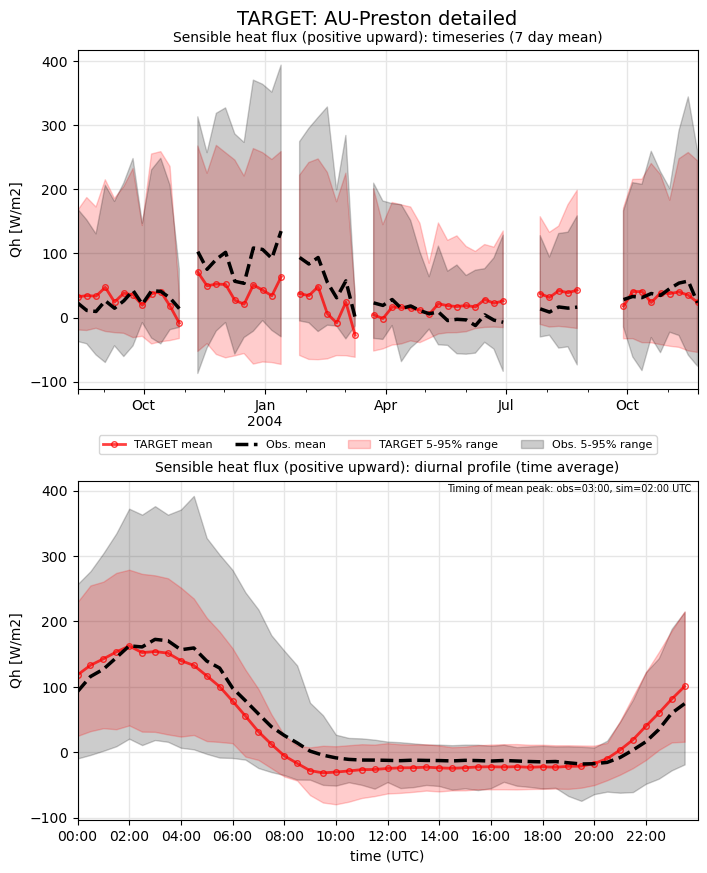 TARGET: AU-Preston detailed
Sensible heat flux (positive upward): timeseries (7 day mean)
Qh [W/m2]
400
300
200
100
0
−100
Oct
Jan
2004
Apr
Jul
Oct
TARGET mean
Obs. mean
TARGET 5-95% range
Obs. 5-95% range
Sensible heat flux (positive upward): diurnal profile (time average)
Timing of mean peak: obs=03:00, sim=02:00 UTC
Qh [W/m2]
400
300
200
100
0
−100
00:00
02:00
04:00
06:00
08:00
10:00
12:00
14:00
16:00
18:00
20:00
22:00
time (UTC)